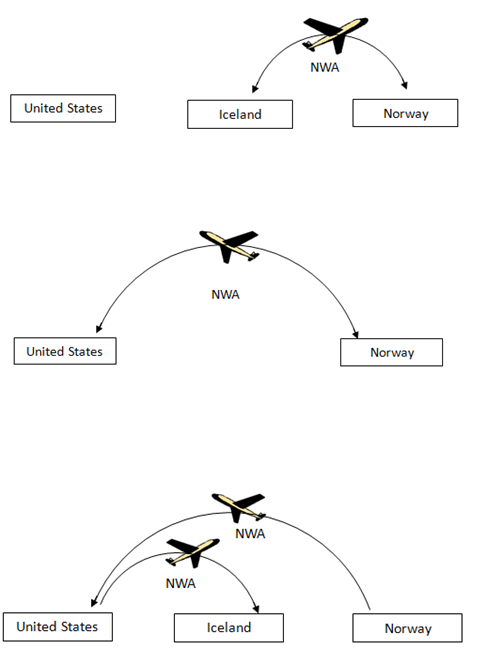 NWA
United States
Iceland
Norway
NWA
United States
Norway
NWA
NWA
United States
Iceland
Norway